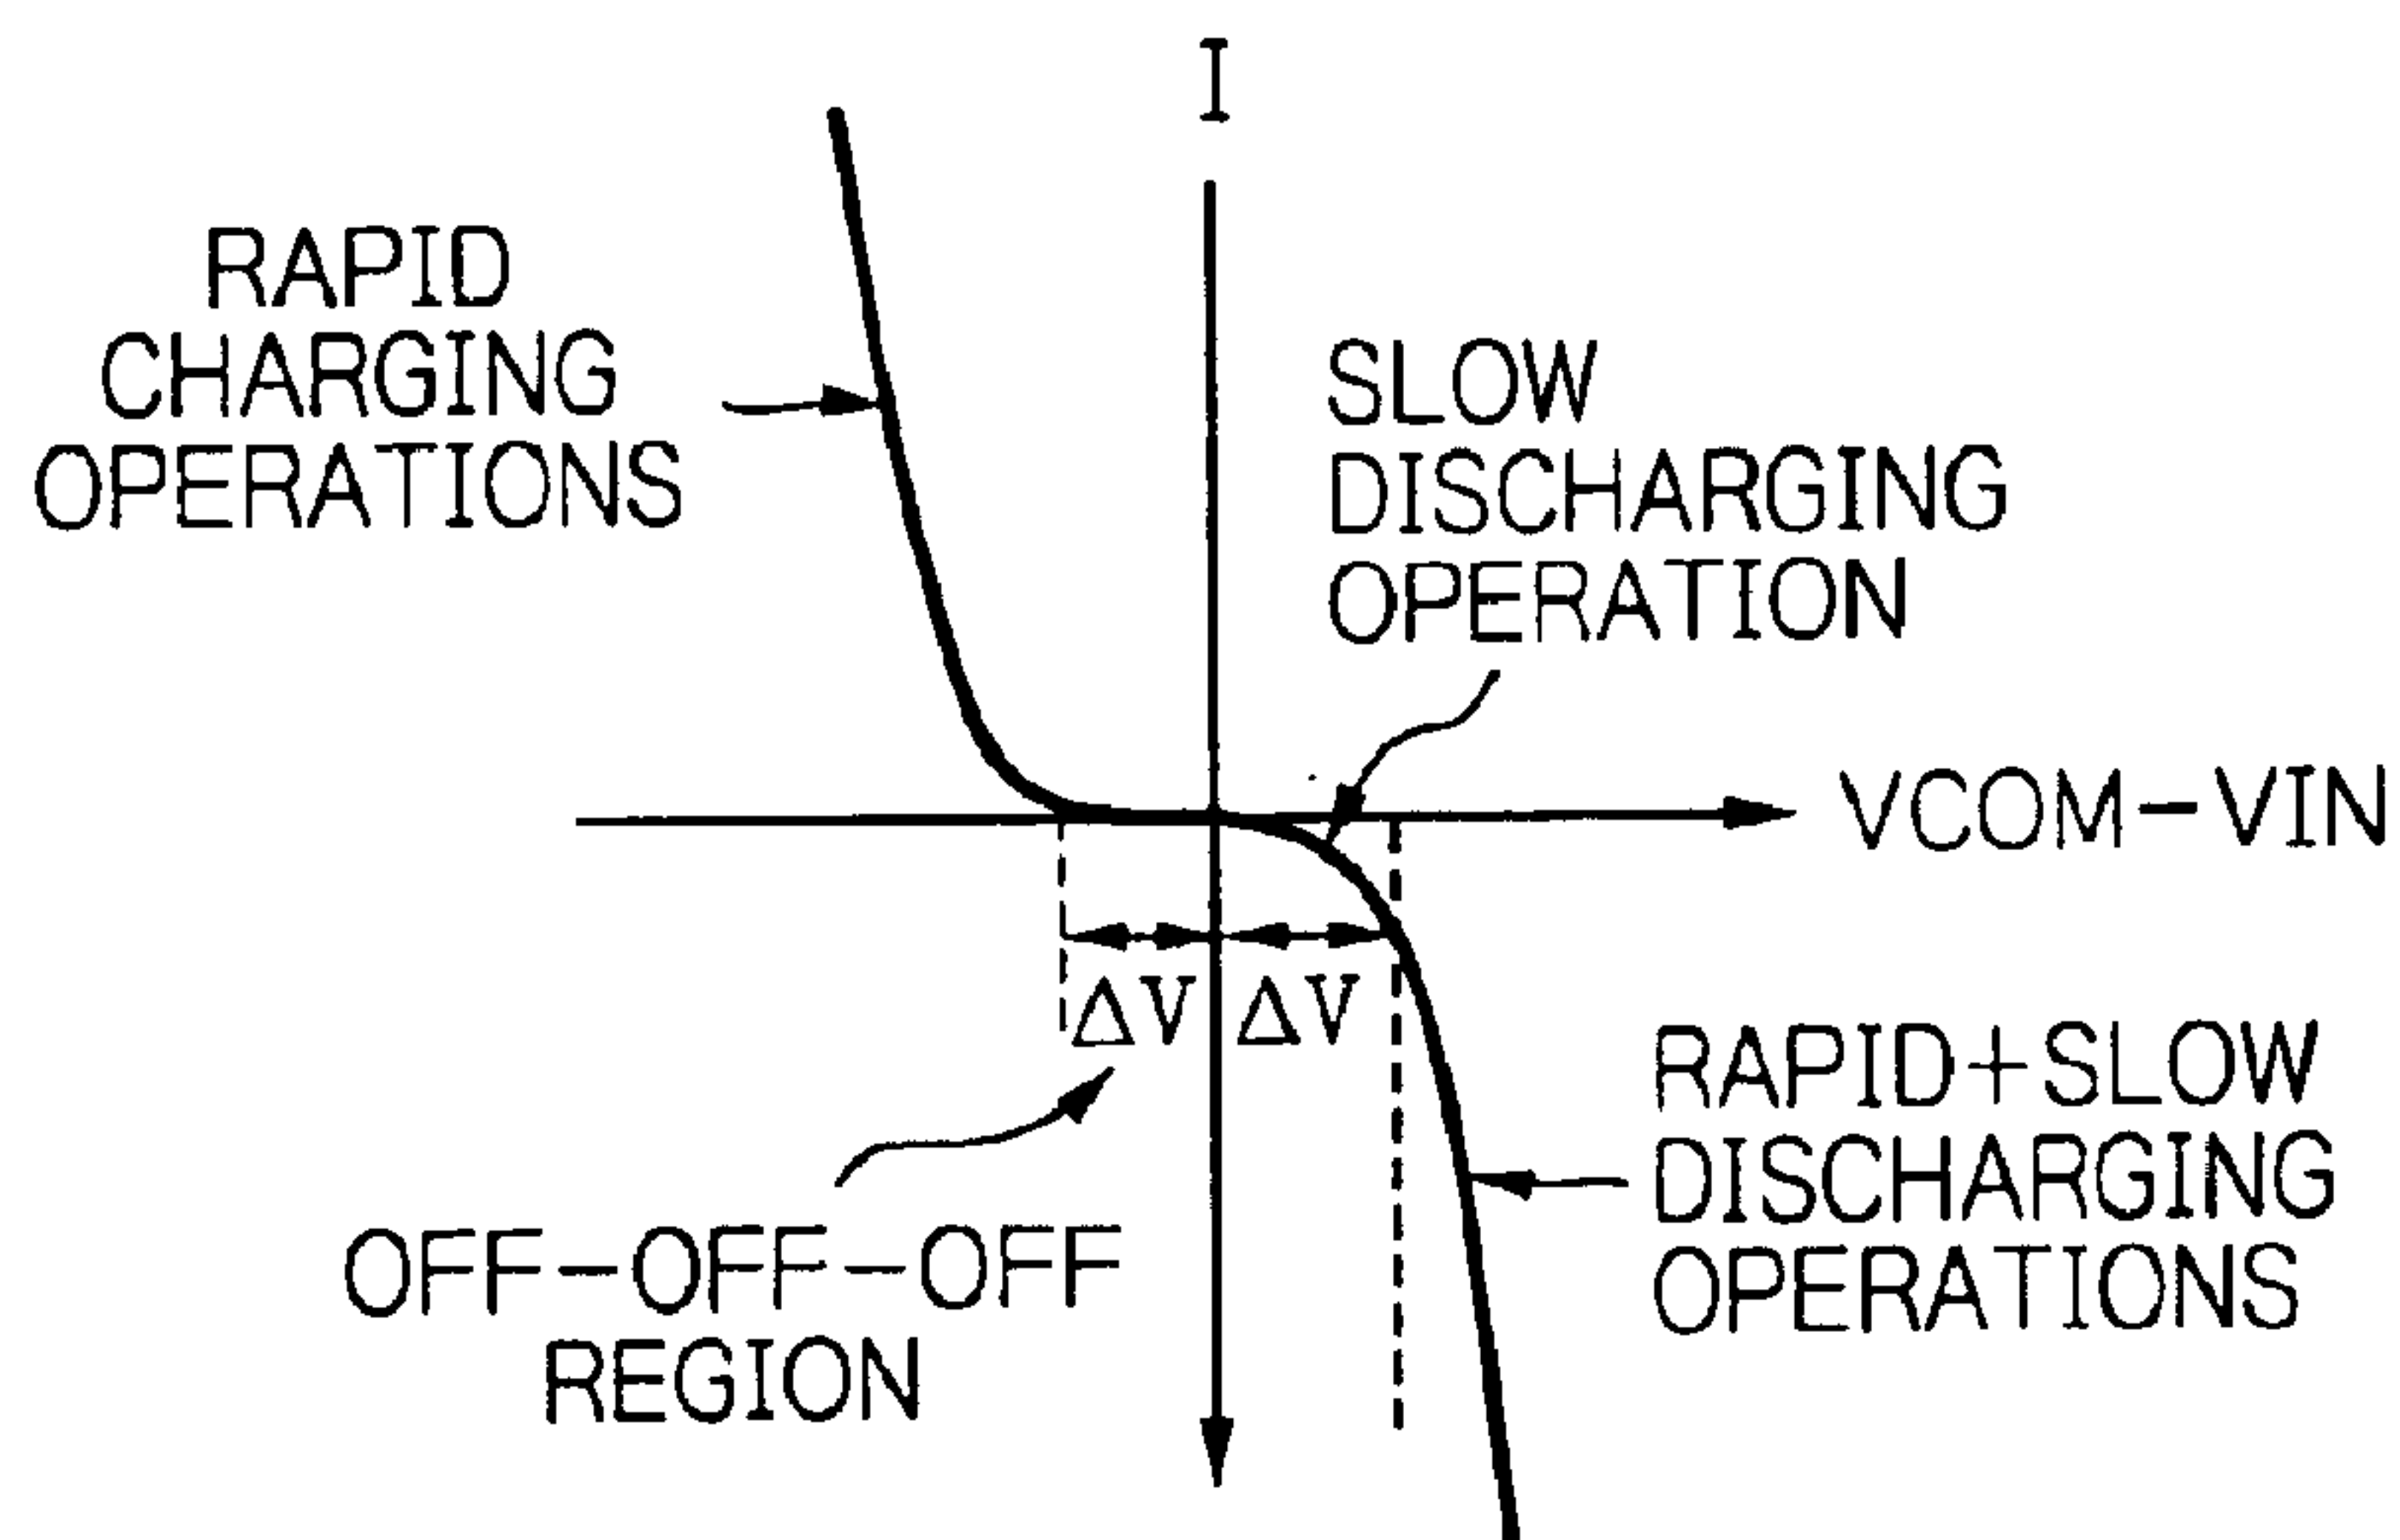 I
RAPID
CHARGING
OPERATIONS
SLOW
DISCHARGING
OPERATION
VCOM-VIN
ΔV ΔV
RAPID+SLOW
DISCHARGING
OPERATIONS
OFF-OFF-OFF
REGION